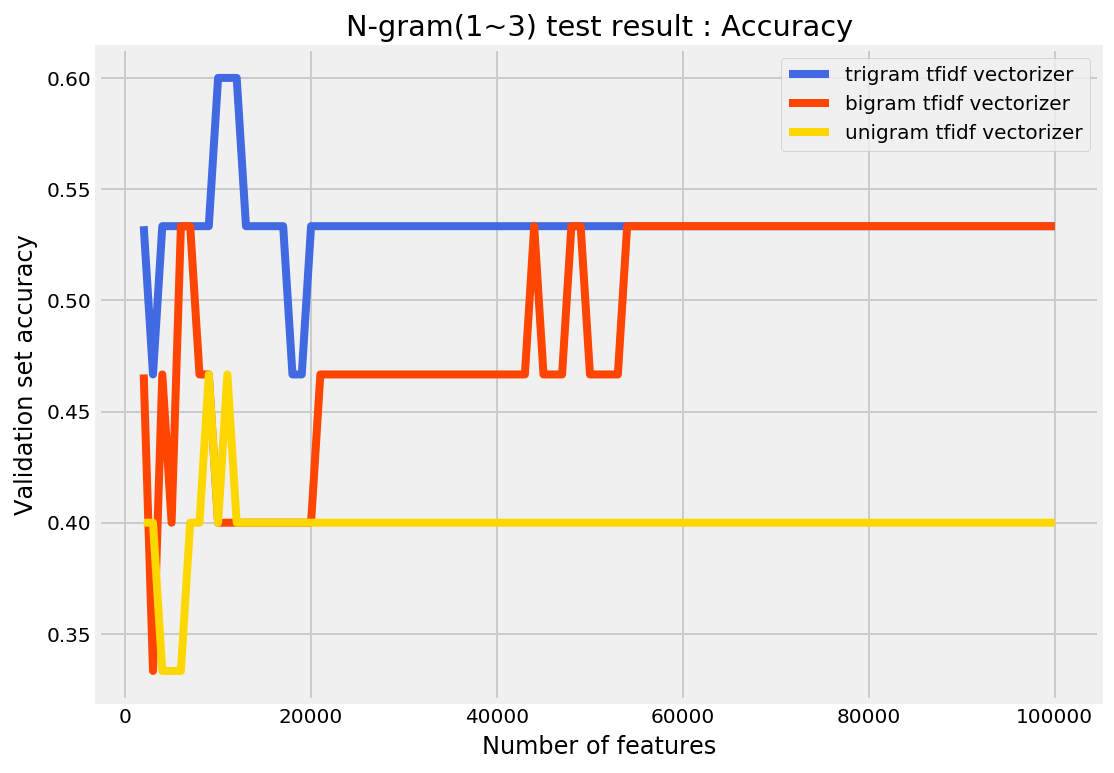 N-gram(1~3) test result : Accuracy
trigram tfidf vectorizer
bigram tfidf vectorizer
unigram tfidf vectorizer
Validation set accuracy
0.60
0.55
0.50
0.45
0.40
0.35
0
20000
40000
60000
80000
100000
Number of features